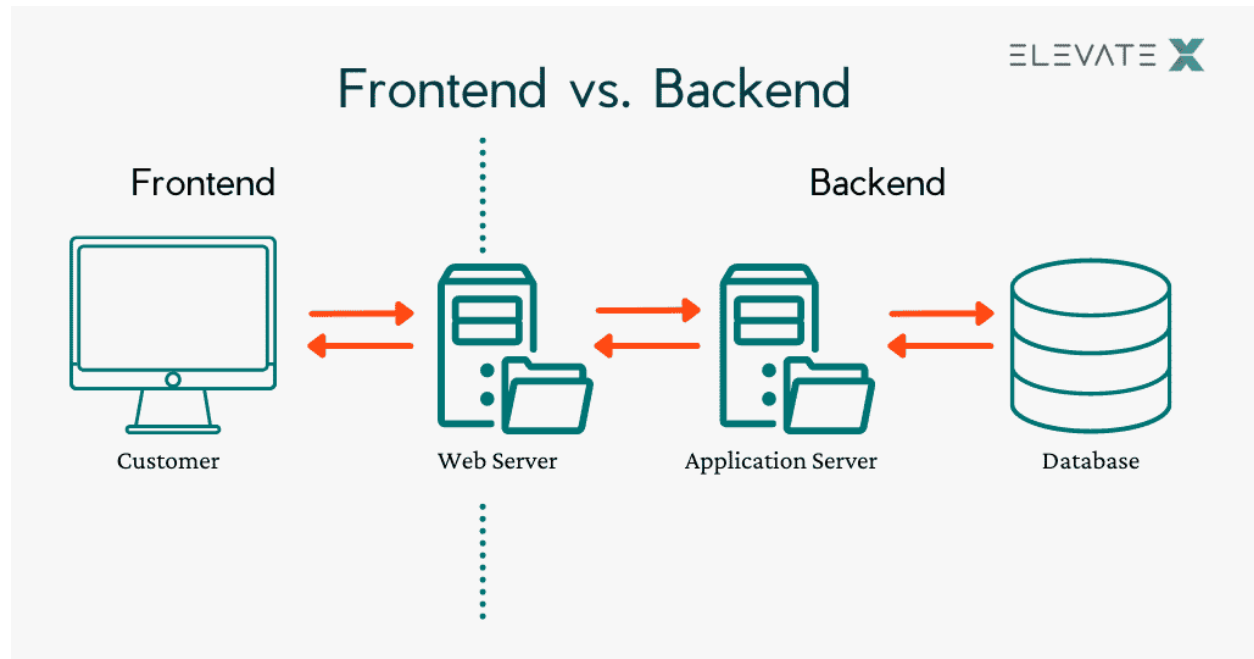 ELEVATE X
Frontend vs. Backend
Frontend
Backend
Customer
Web Server
Application Server
Database